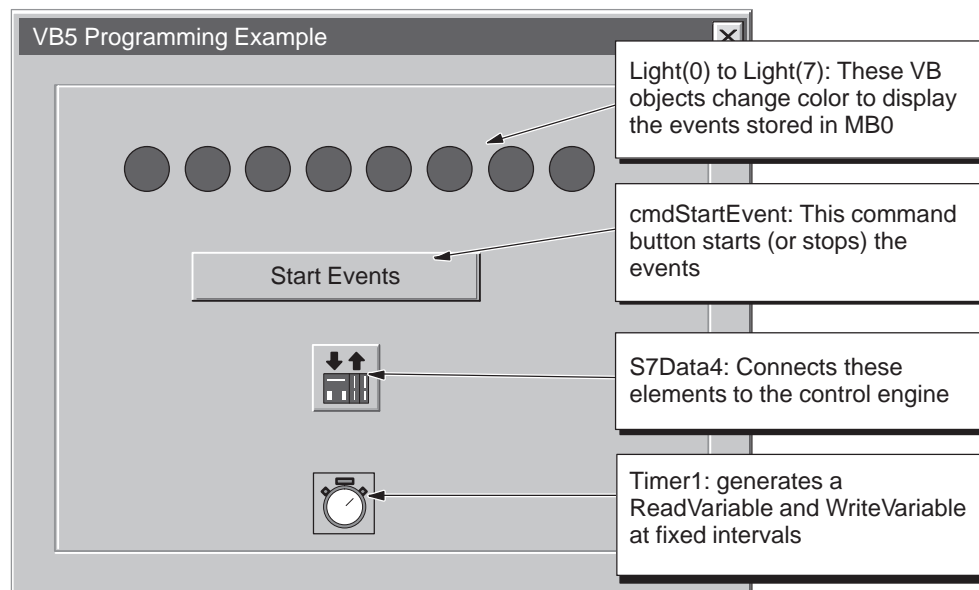 VB5 Programming Example
Light(0) to Light(7): These VB
objects change color to display
the events stored in MB0
cmdStartEvent: This command
button starts (or stops) the
events
Start Events
S7Data4: Connects these
elements to the control engine
Timer1: generates a
ReadVariable and WriteVariable
at fixed intervals